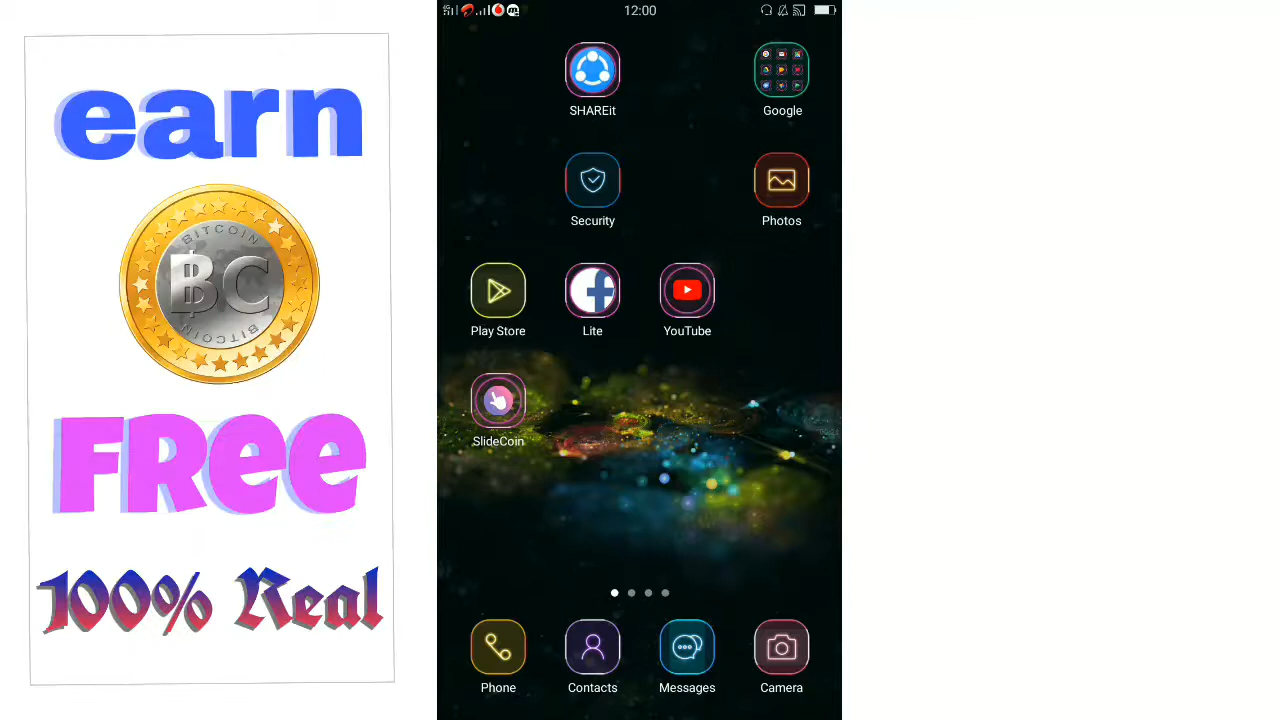 earn
BITCOIN
BC
BITCOIN
FREE
100% Real
12:00
SHAREit
Google
Security
Photos
Play Store
Lite
YouTube
SlideCoin
Phone
Contacts
Messages
Camera